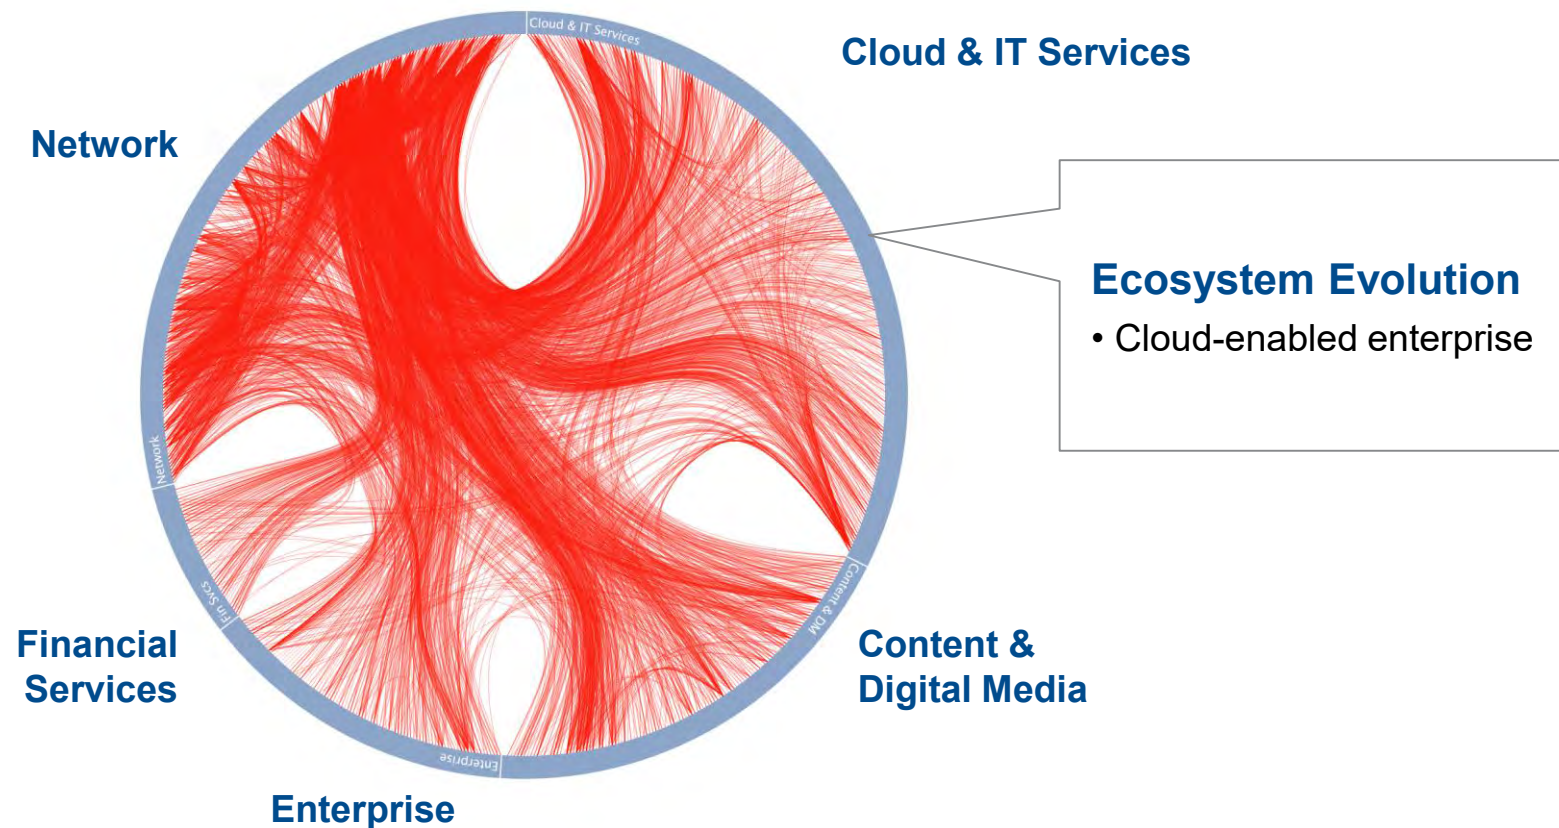 Cloud & IT Services
Cloud & IT Services
Network
Ecosystem Evolution
• Cloud-enabled enterprise
Network
Fin Svcs
Content & DM
Financial
Services
Content &
Digital Media
Enterprise
Enterprise